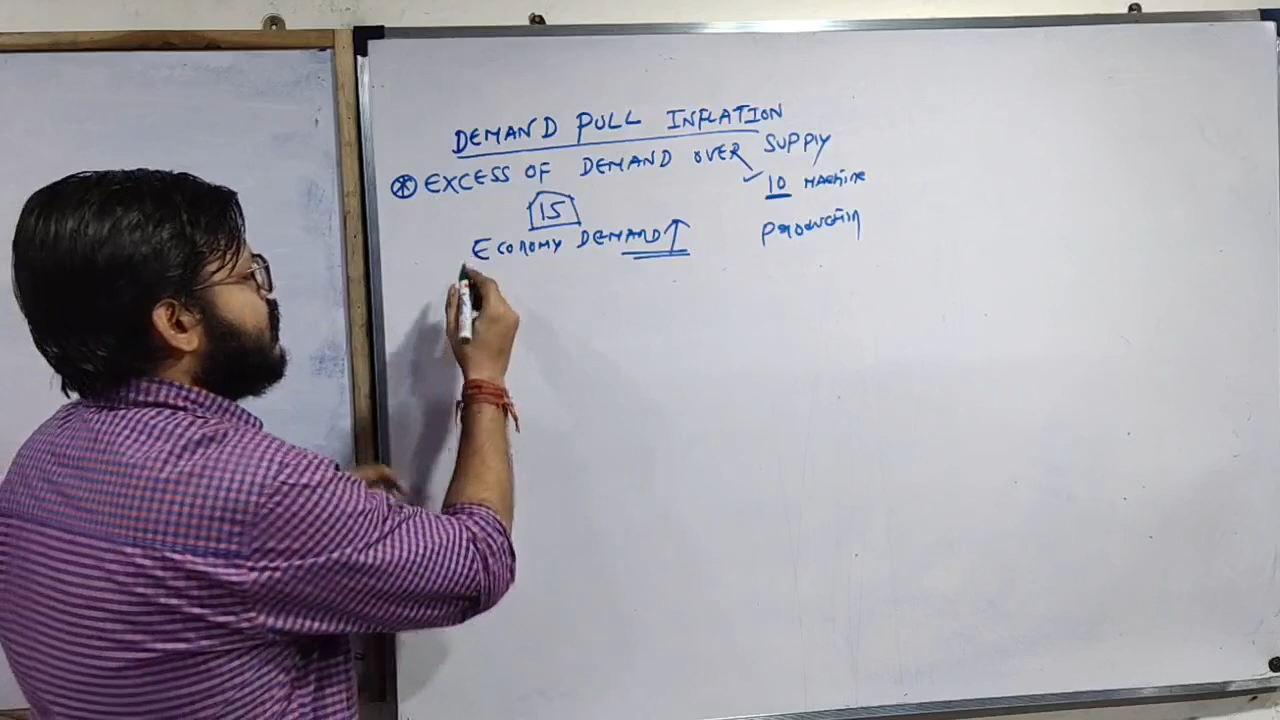 DEMAND PULL INFLATION
EXCESS OF DEMAND OVER SUPPLY
✓ 10 Machine
15
ECONOMY DEMAND↑
Production